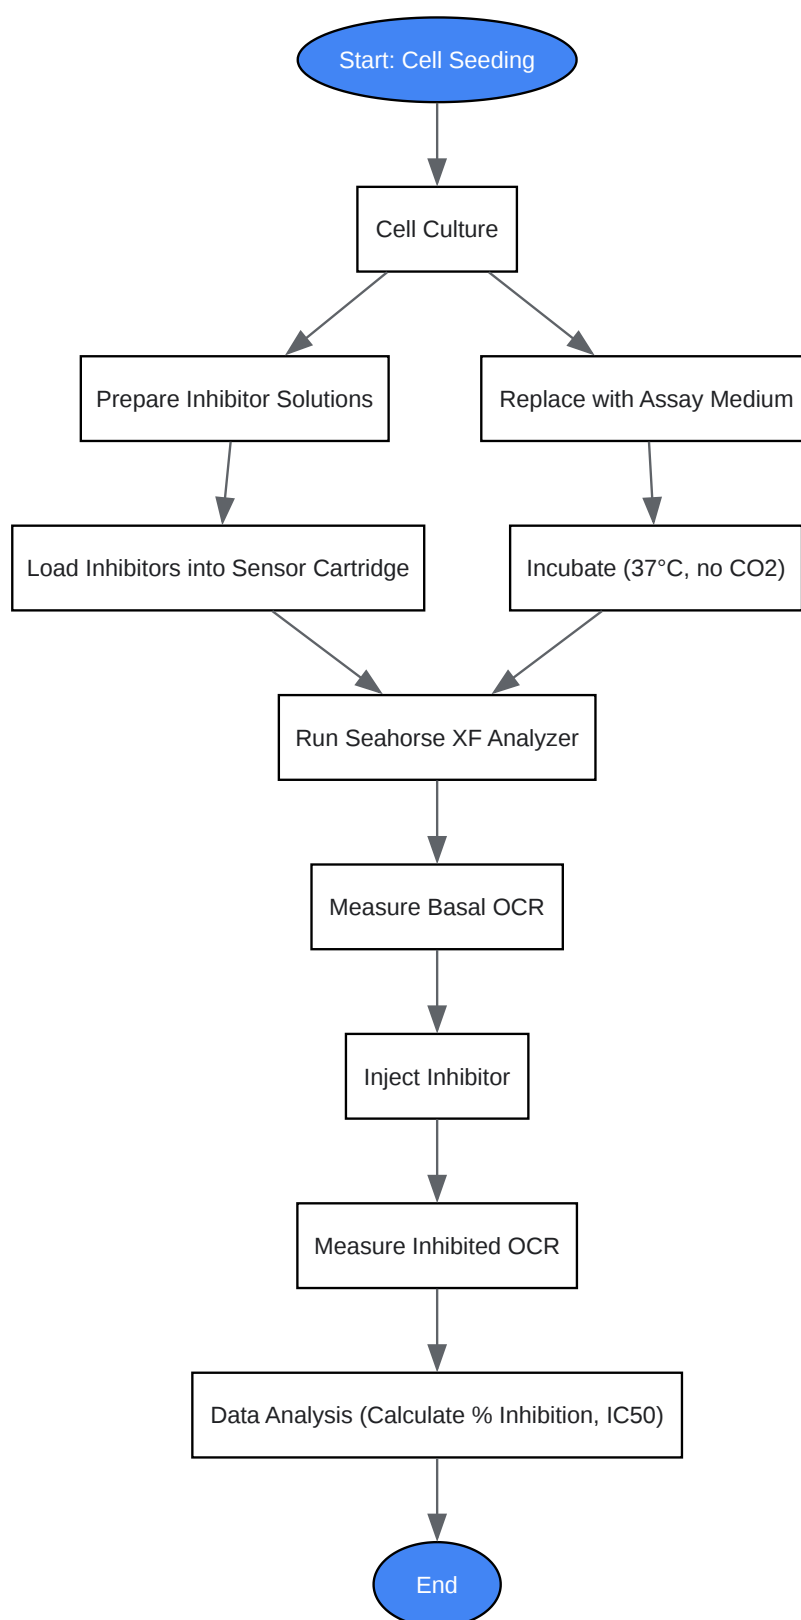 Start: Cell Seeding
Cell Culture
Prepare Inhibitor Solutions
Replace with Assay Medium
Load Inhibitors into Sensor Cartridge
Incubate (37°C, no CO2)
Run Seahorse XF Analyzer
Measure Basal OCR
Inject Inhibitor
Measure Inhibited OCR
Data Analysis (Calculate % Inhibition, IC50)
End